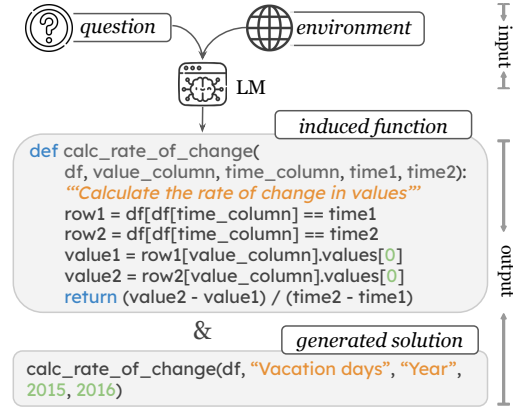 question
environment
input
LM
induced function
def calc_rate_of_change(
df, value_column, time_column, time1, time2):
“‘Calculate the rate of change in values”’
row1 = df[df[time_column] == time1
row2 = df[df[time_column] == time2
value1 = row1[value_column].values[0]
value2 = row2[value_column].values[0]
return (value2 - value1) / (time2 - time1)
output
&
generated solution
calc_rate_of_change(df, “Vacation days”, “Year”,
2015, 2016)